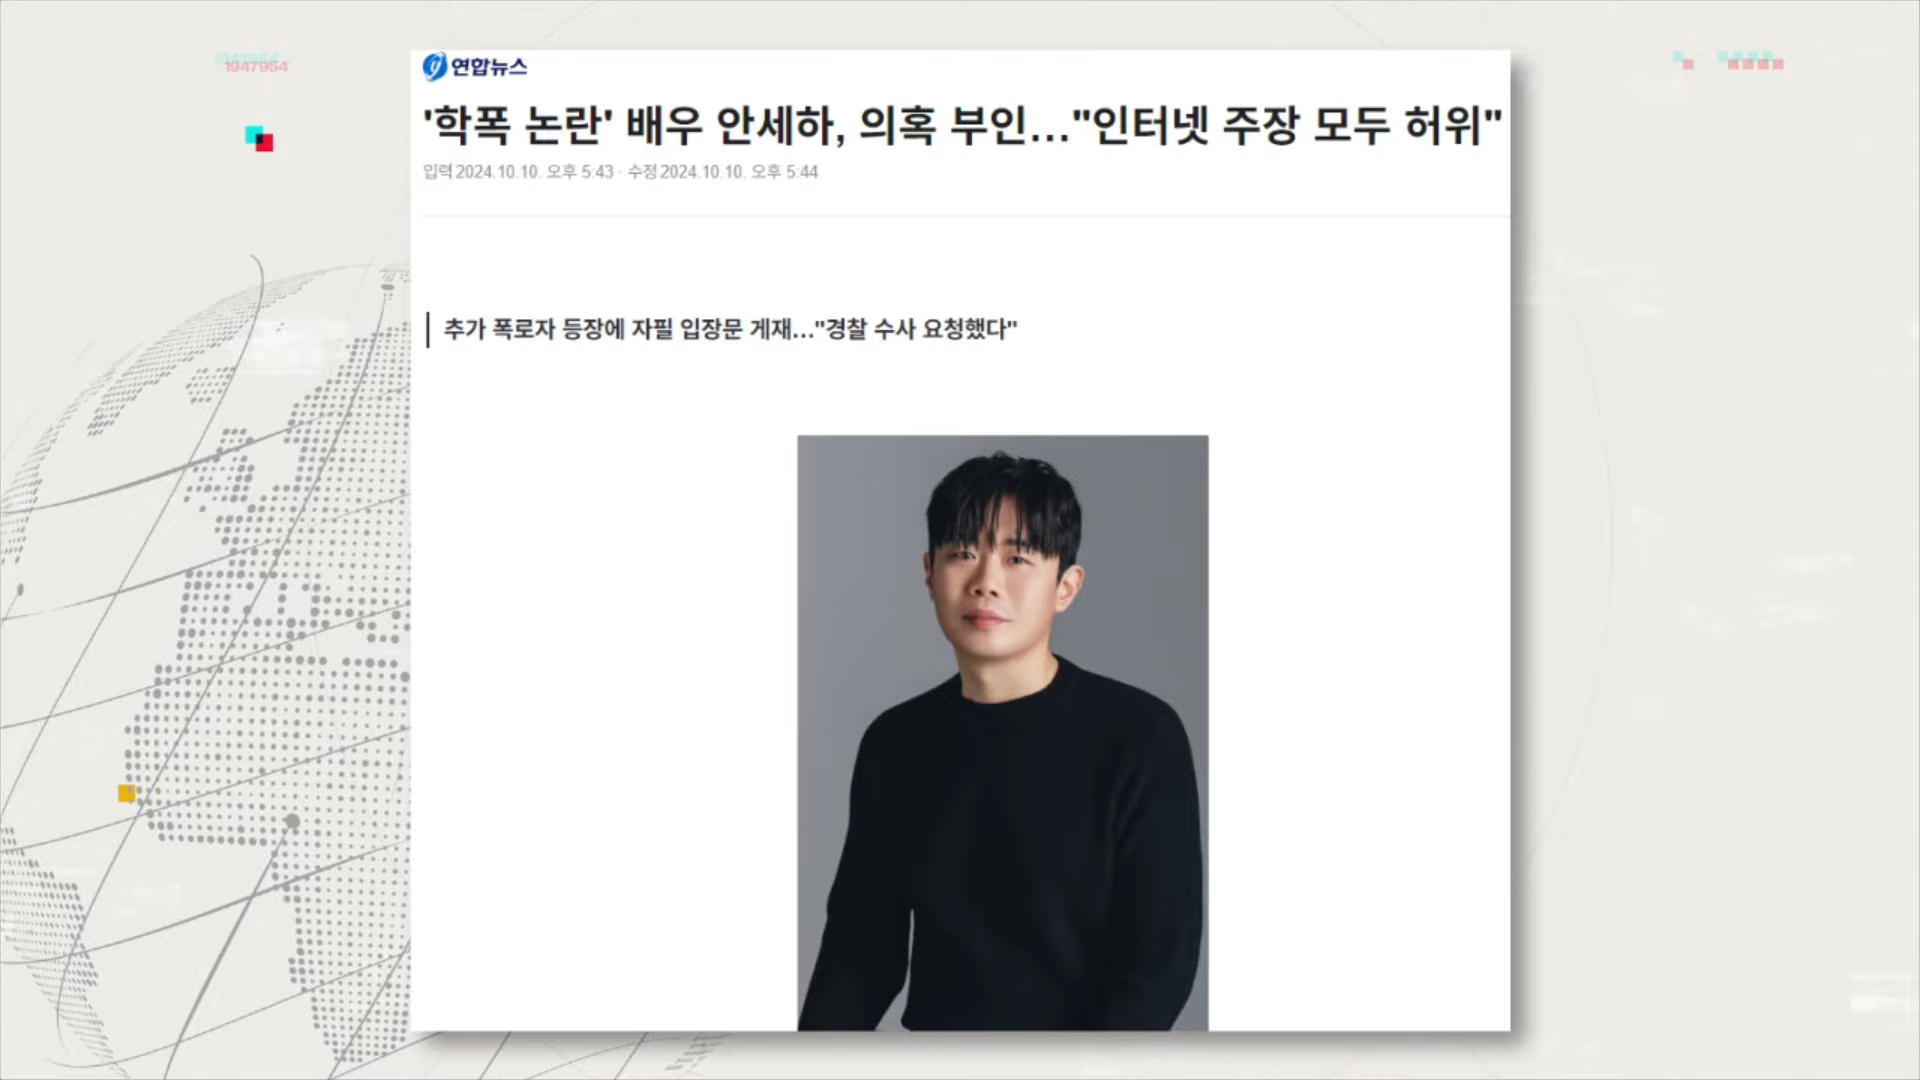 1947954
연합뉴스
'학폭 논란' 배우 안세하, 의혹 부인..."인터넷 주장 모두 허위"
입력 2024.10.10. 오후 5:43 · 수정 2024.10.10. 오후 5:44
추가 폭로자 등장에 자필 입장문 게재..."경찰 수사 요청했다"